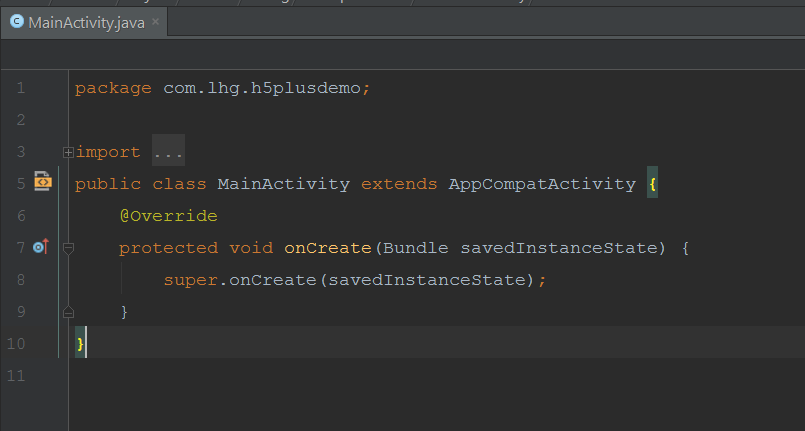 MainActivity.java
1 package com.lhg.h5plusdemo;
2
3 import ...
5 public class MainActivity extends AppCompatActivity {
6 @Override
7 protected void onCreate(Bundle savedInstanceState) {
8 super.onCreate(savedInstanceState);
9 }
10 }
11